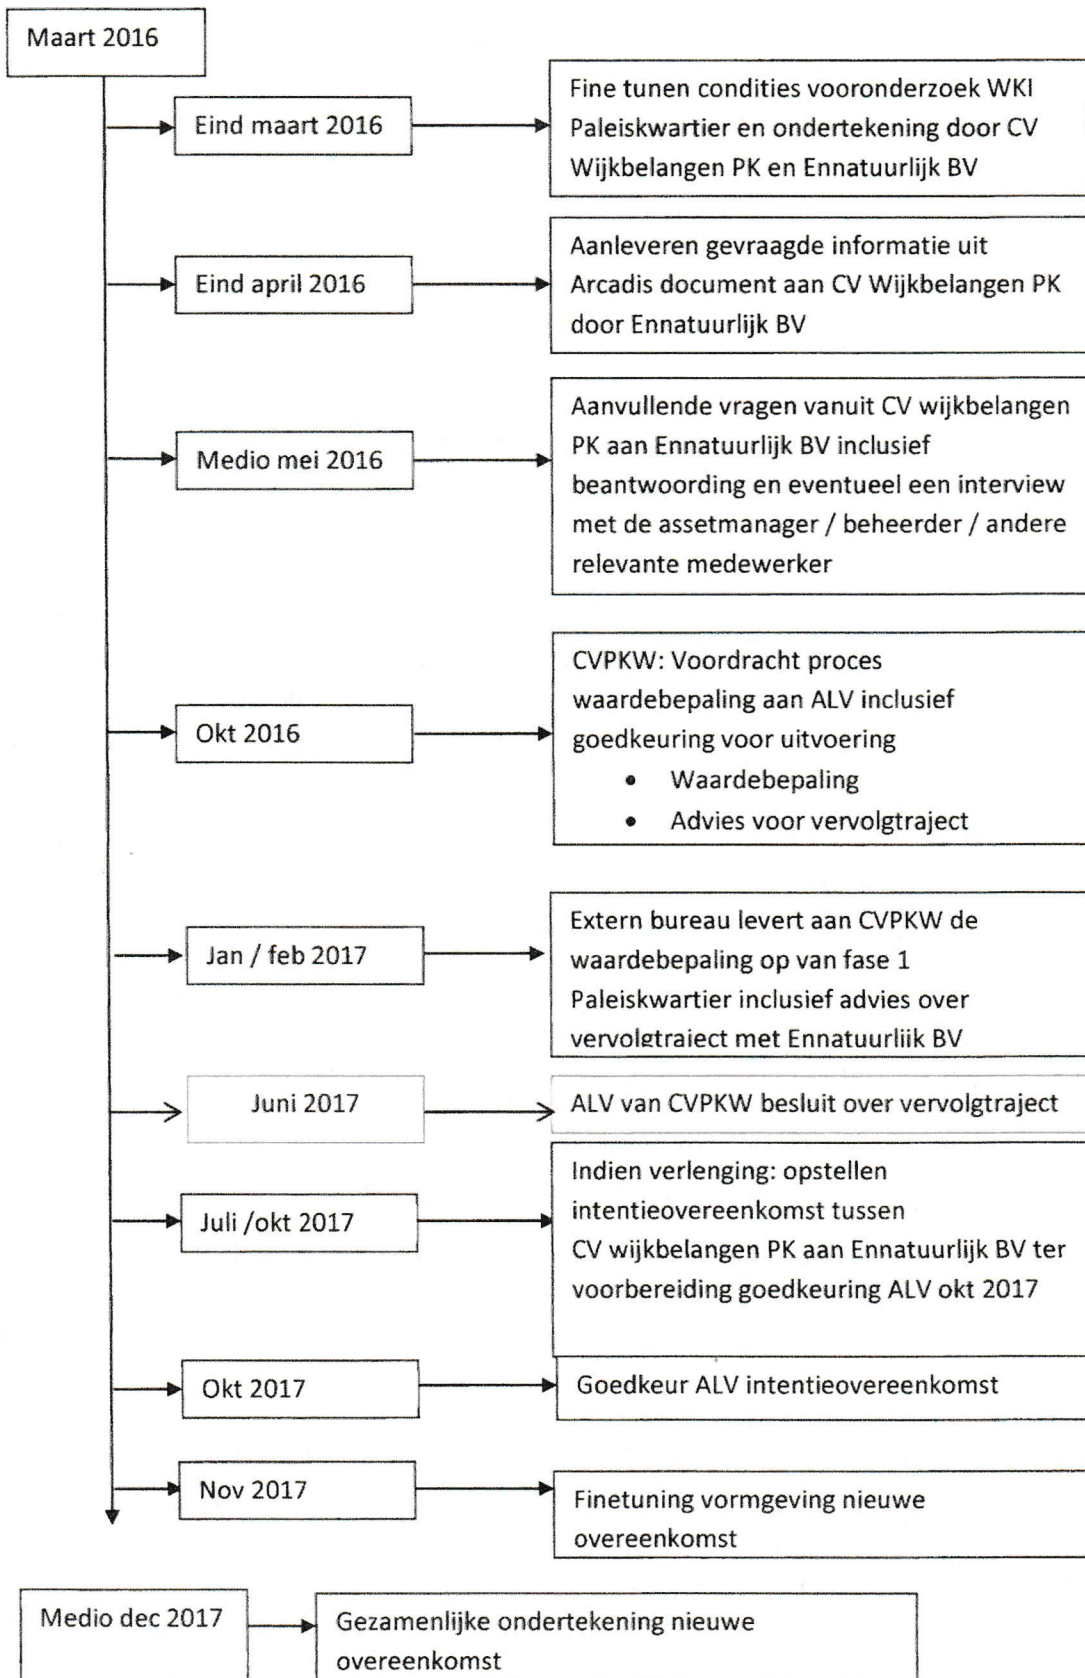 Maart 2016
Eind maart 2016
Fine tunen condities vooronderzoek WKI
Paleiskwartier en ondertekening door CV
Wijkbelangen PK en Ennatuurlijk BV
Eind april 2016
Aanleveren gevraagde informatie uit
Arcadis document aan CV Wijkbelangen PK
door Ennatuurlijk BV
Medio mei 2016
Aanvullende vragen vanuit CV wijkbelangen
PK aan Ennatuurlijk BV inclusief
beantwoording en eventueel een interview
met de assetmanager / beheerder / andere
relevante medewerker
Okt 2016
CVPKW: Voordracht proces
waardebepaling aan ALV inclusief
goedkeuring voor uitvoering
• Waardebepaling
• Advies voor vervolgtraject
Jan / feb 2017
Extern bureau levert aan CVPKW de
waardebepaling op van fase 1
Paleiskwartier inclusief advies over
vervolgtraject met Ennatuurlijk BV
Juni 2017
ALV van CVPKW besluit over vervolgtraject
Juli /okt 2017
Indien verlenging: opstellen
intentieovereenkomst tussen
CV wijkbelangen PK aan Ennatuurlijk BV ter
voorbereiding goedkeuring ALV okt 2017
Okt 2017
Goedkeur ALV intentieovereenkomst
Nov 2017
Finetuning vormgeving nieuwe
overeenkomst
Medio dec 2017
Gezamenlijke ondertekening nieuwe
overeenkomst